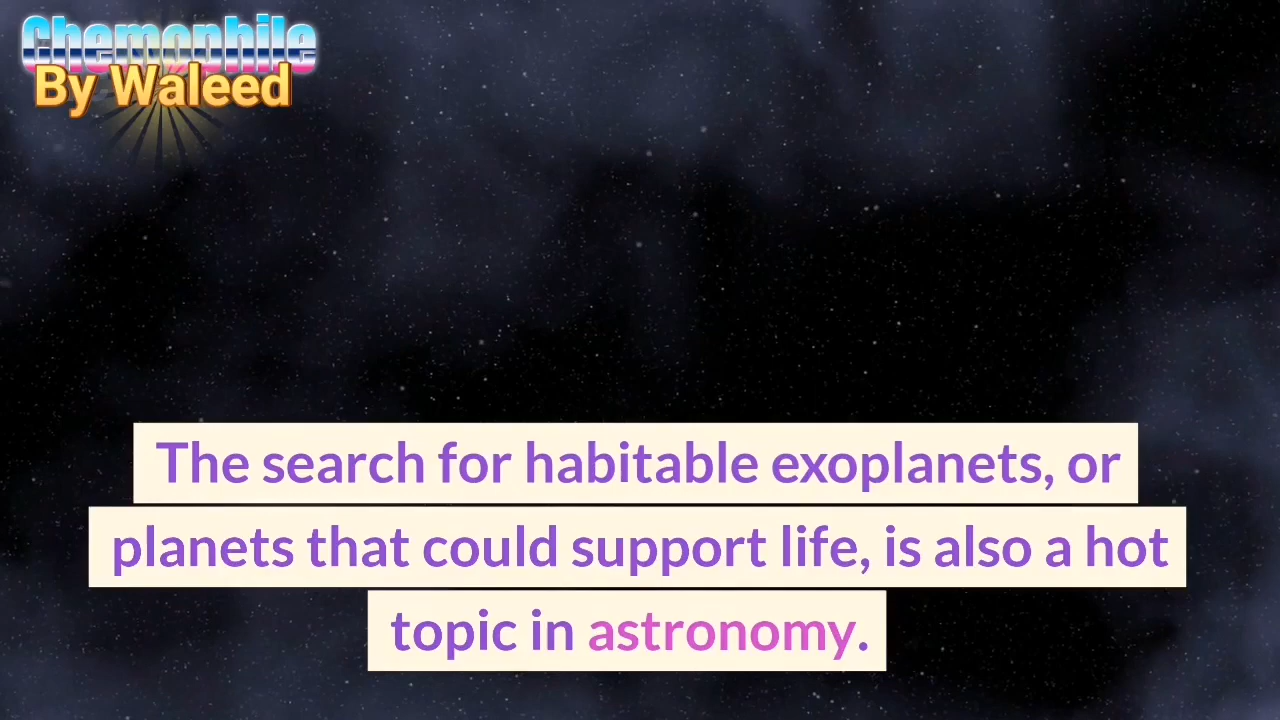 Chemophile
By Waleed
The search for habitable exoplanets, or
planets that could support life, is also a hot
topic in astronomy.